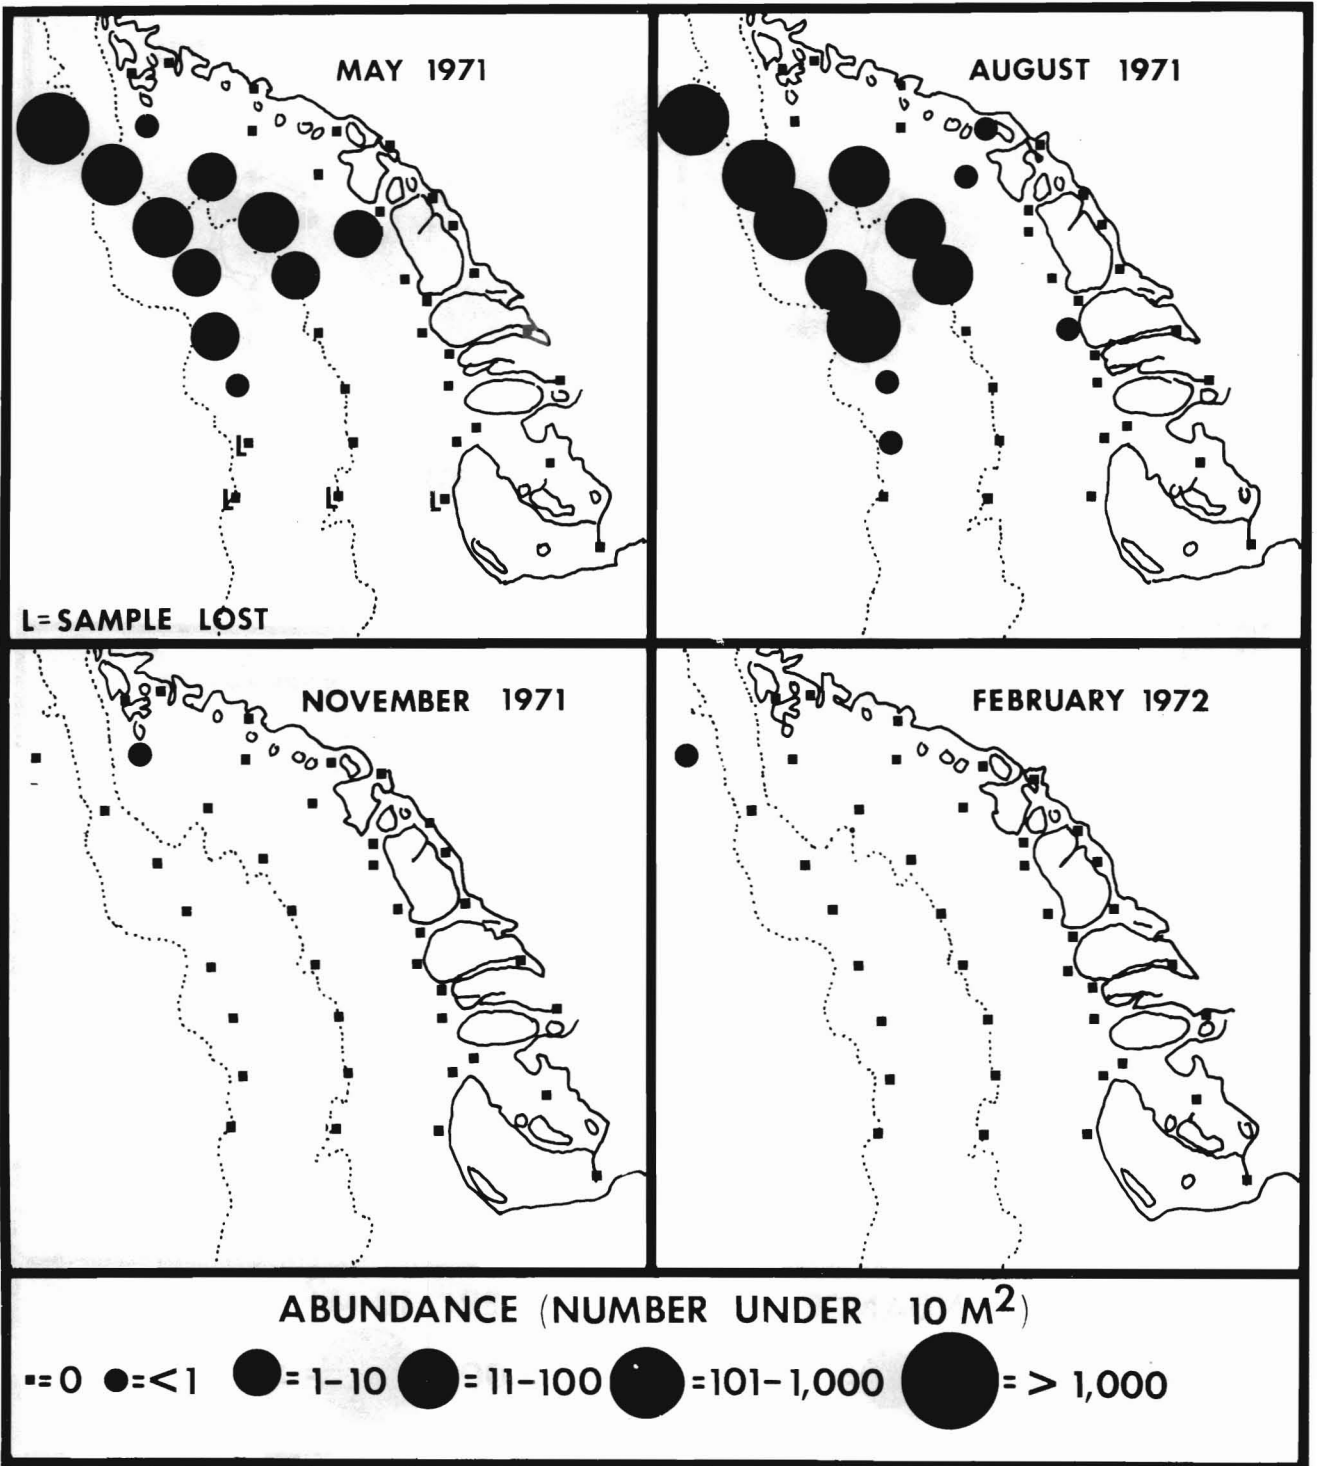 MAY 1971
AUGUST 1971
L
L
L
L
L=SAMPLE LOST
NOVEMBER 1971
FEBRUARY 1972
ABUNDANCE (NUMBER UNDER 10 M²)
= 0 =<1 = 1-10 = 11-100 =101-1,000 = > 1,000